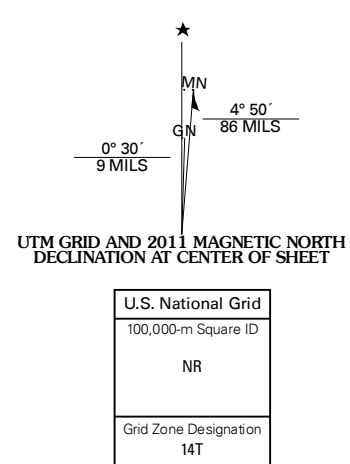 MN
4° 50´
86 MILS
GN
0° 30´
9 MILS
UTM GRID AND 2011 MAGNETIC NORTH
DECLINATION AT CENTER OF SHEET
U.S. National Grid
100,000-m Square ID
NR
Grid Zone Designation
14T